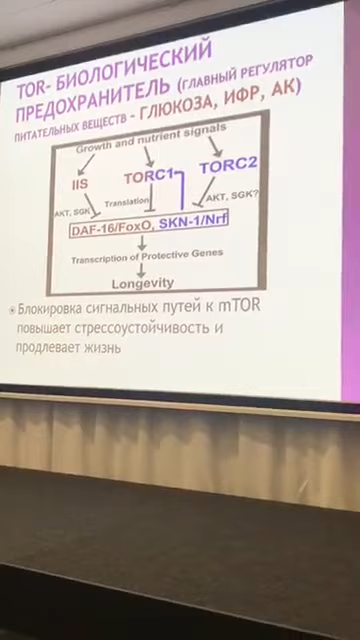 TOR- БИОЛОГИЧЕСКИЙ
ПРЕДОХРАНИТЕЛЬ (ГЛАВНЫЙ РЕГУЛЯТОР
ПИТАТЕЛЬНЫХ ВЕЩЕСТВ - ГЛЮКОЗА, ИФР, АК)
Growth and nutrient signals
IIS TORC1 TORC2
AKT, SGK Translation AKT, SGK?
DAF-16/FoxO, SKN-1/Nrf
Transcription of Protective Genes
Longevity
Блокировка сигнальных путей к mTOR
повышает стрессоустойчивость и
продлевает жизнь